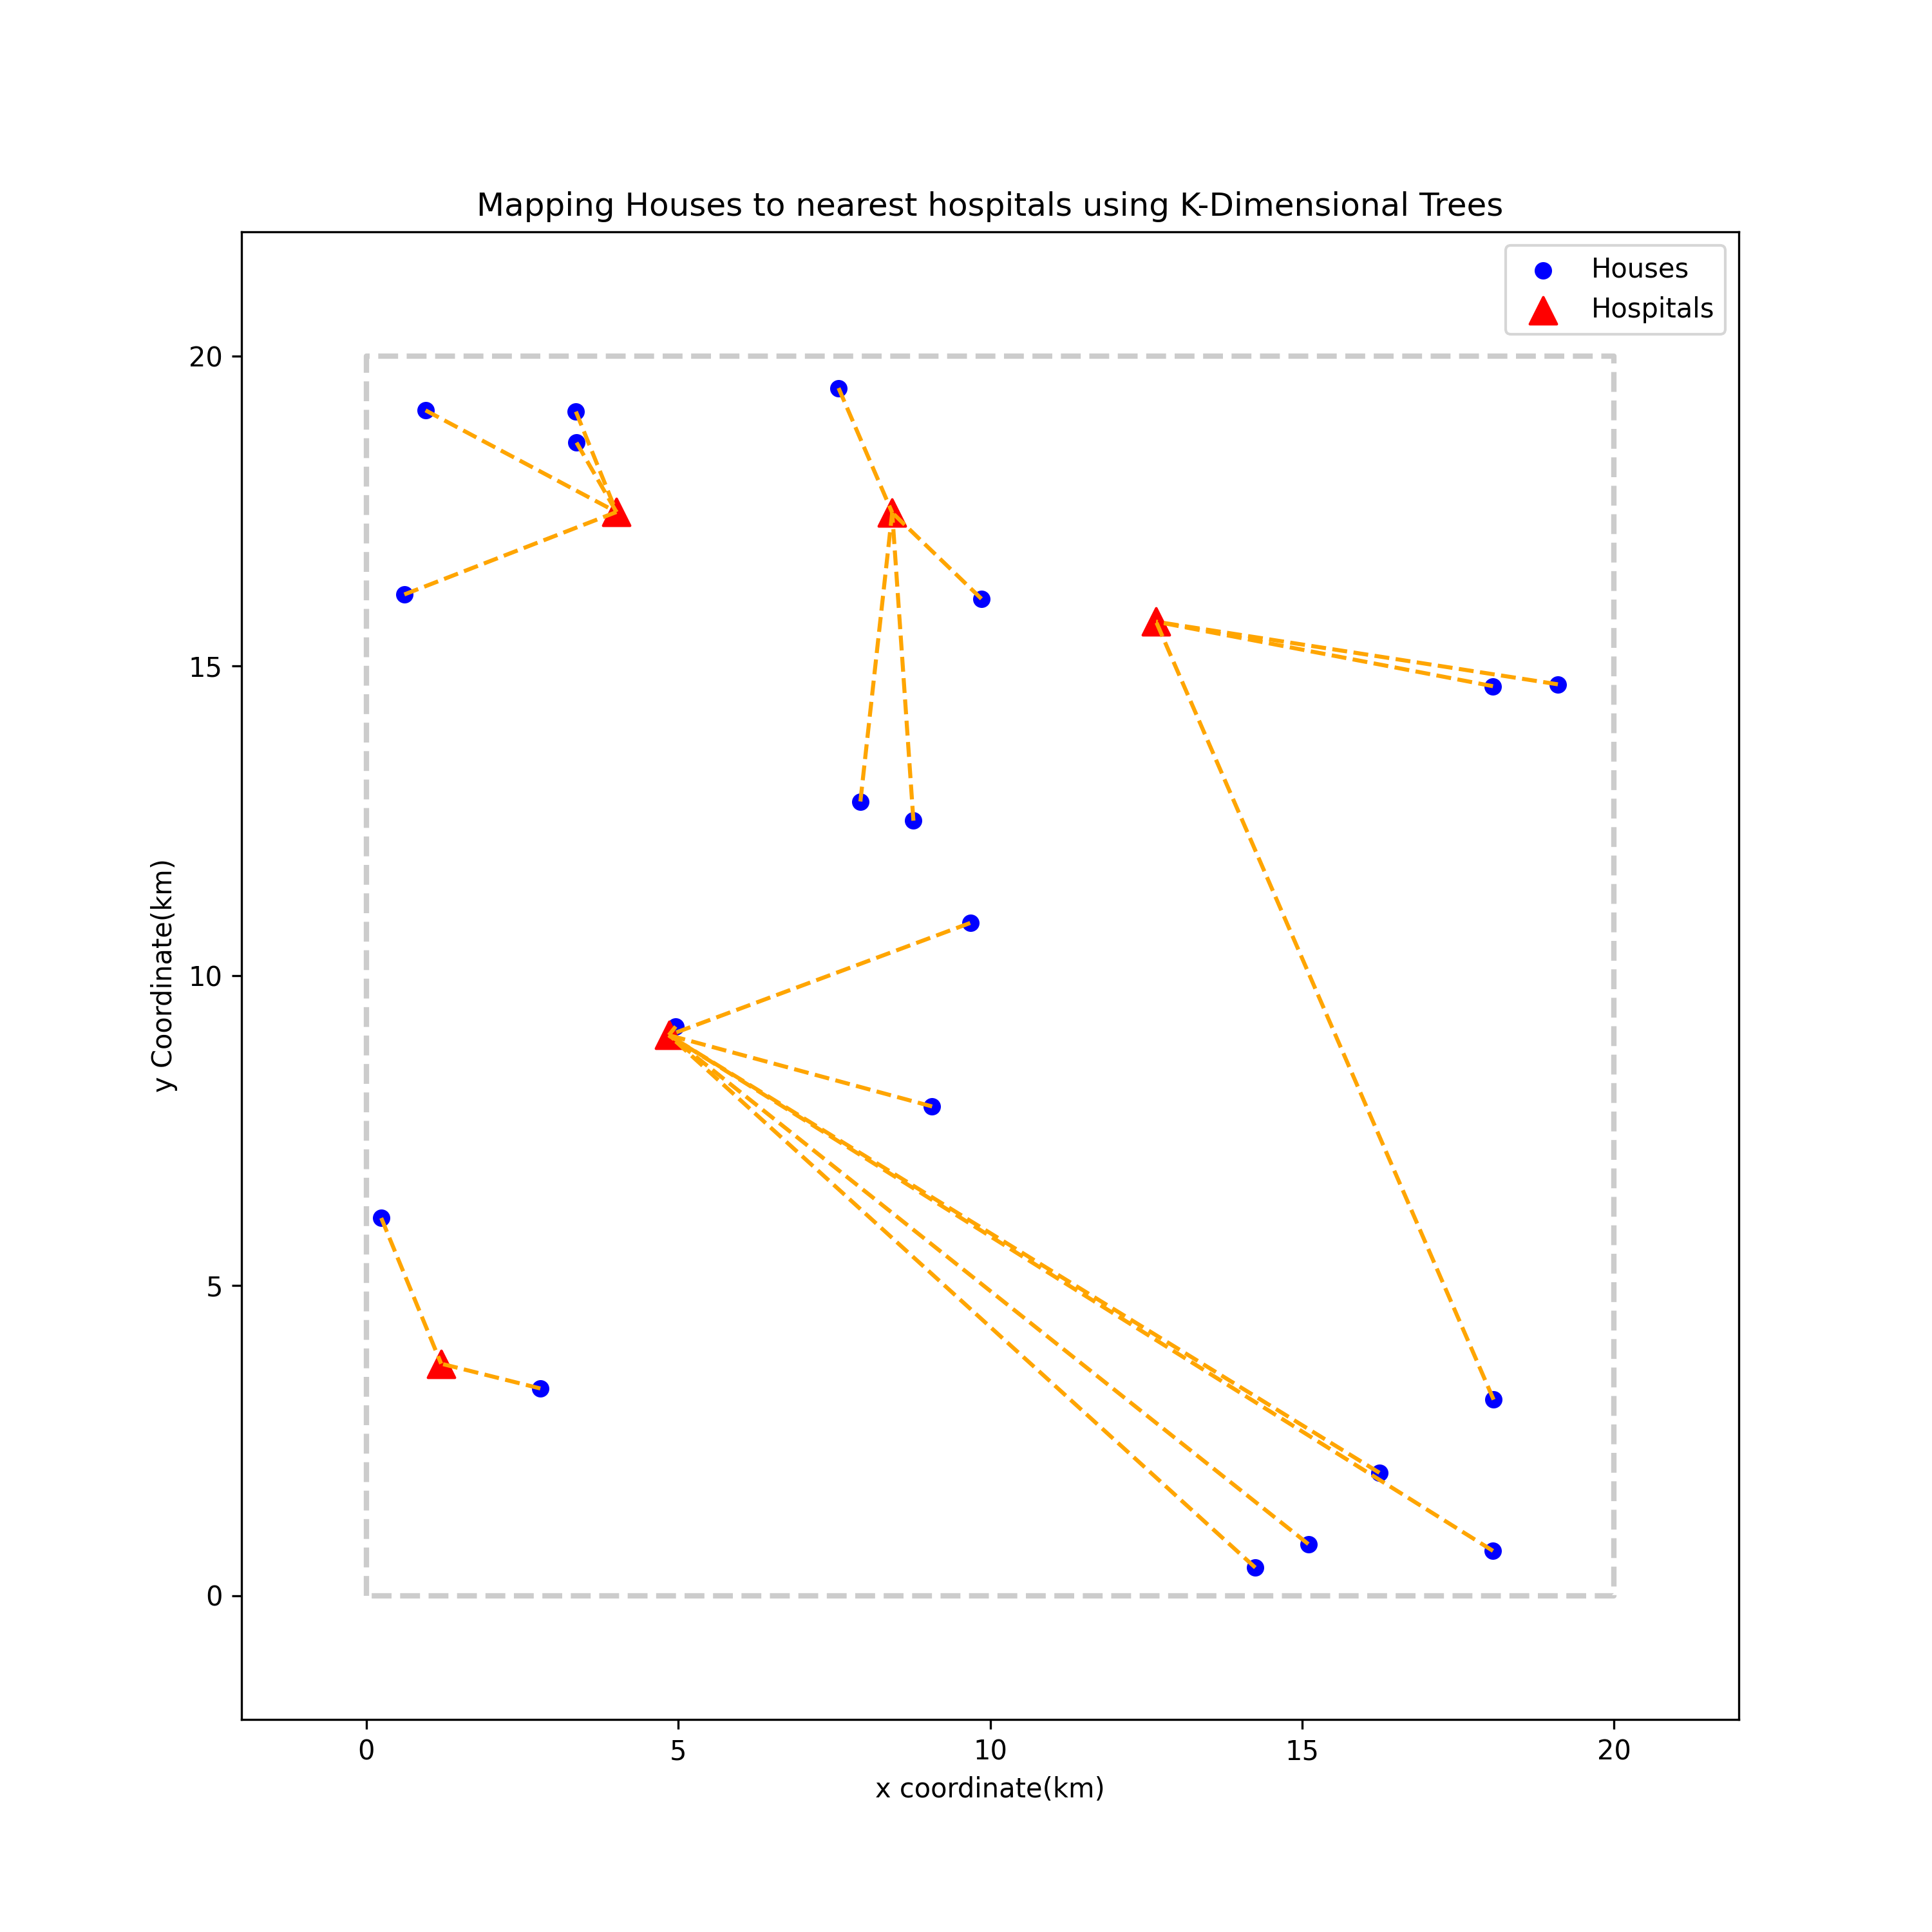 Mapping Houses to nearest hospitals using K-Dimensional Trees
Houses
Hospitals
20
15
10
5
0
y Coordinate(km)
0 5 10 15 20
x coordinate(km)